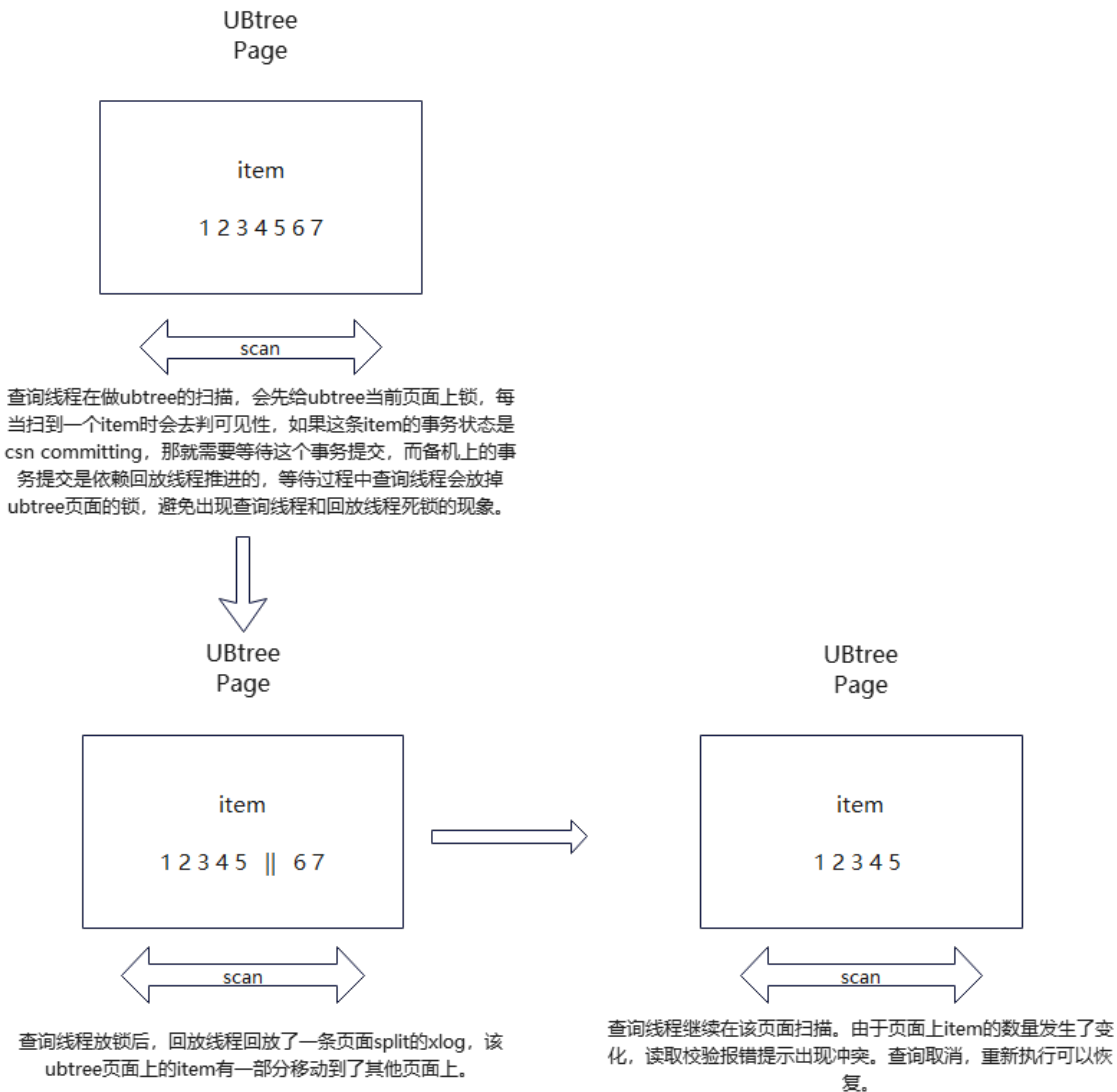 UBtree
Page
item
1 2 3 4 5 6 7
scan
查询线程在做ubtree的扫描，会先给ubtree当前页面上锁，每
当扫到一个item时会去判可见性，如果这条item的事务状态是
csn committing，那就需要等待这个事务提交，而备机上的事
务提交是依赖回放线程推进的，等待过程中查询线程会放掉
ubtree页面的锁，避免出现查询线程和回放线程死锁的现象。
UBtree
Page
item
1 2 3 4 5 || 6 7
scan
查询线程放锁后，回放线程回放了一条页面split的xlog，该
ubtree页面上的item有一部分移动到了其他页面上。
UBtree
Page
item
1 2 3 4 5
scan
查询线程继续在该页面扫描。由于页面上item的数量发生了变
化，读取校验报错提示出现冲突。查询取消，重新执行可以恢
复。